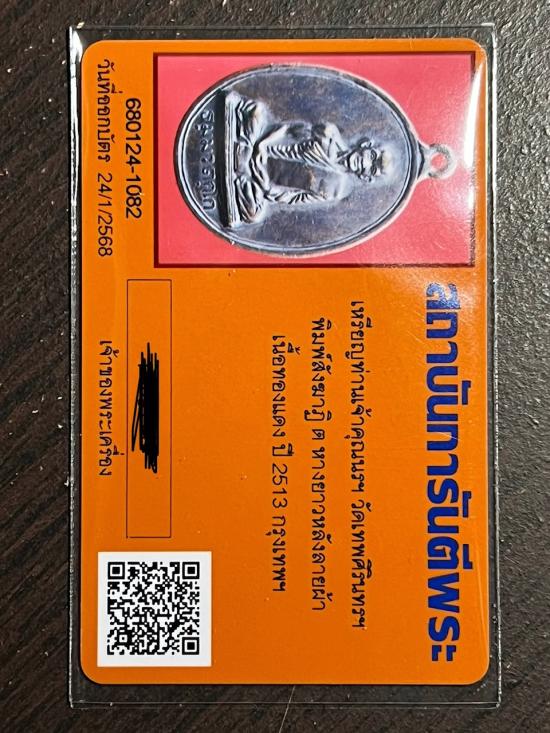 สถาบันการันตีพระ
เหรียญท่านเจ้าคุณนรฯ วัดเทพศิรินทรฯ
พิมพ์สังฆาฏิ ต หางยาวหลังลายผ้า
เนื้อทองแดง ปี 2513 กรุงเทพฯ
680124-1082
วันที่ออกบัตร 24/1/2568
เจ้าของพระเครื่อง